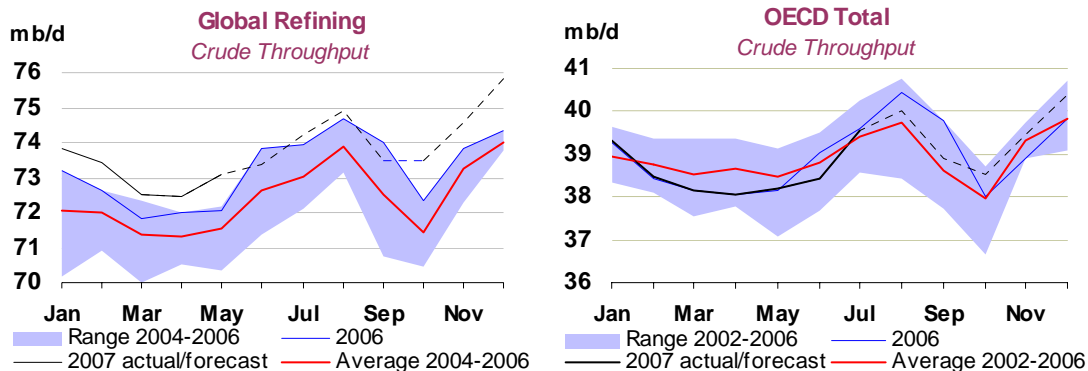 Global Refining
Crude Throughput
mb/d
76
75
74
73
72
71
70
Jan Mar May Jul Sep Nov
Range 2004-2006 2006
2007 actual/forecast Average 2004-2006
OECD Total
Crude Throughput
mb/d
41
40
39
38
37
36
Jan Mar May Jul Sep Nov
Range 2002-2006 2006
2007 actual/forecast Average 2002-2006